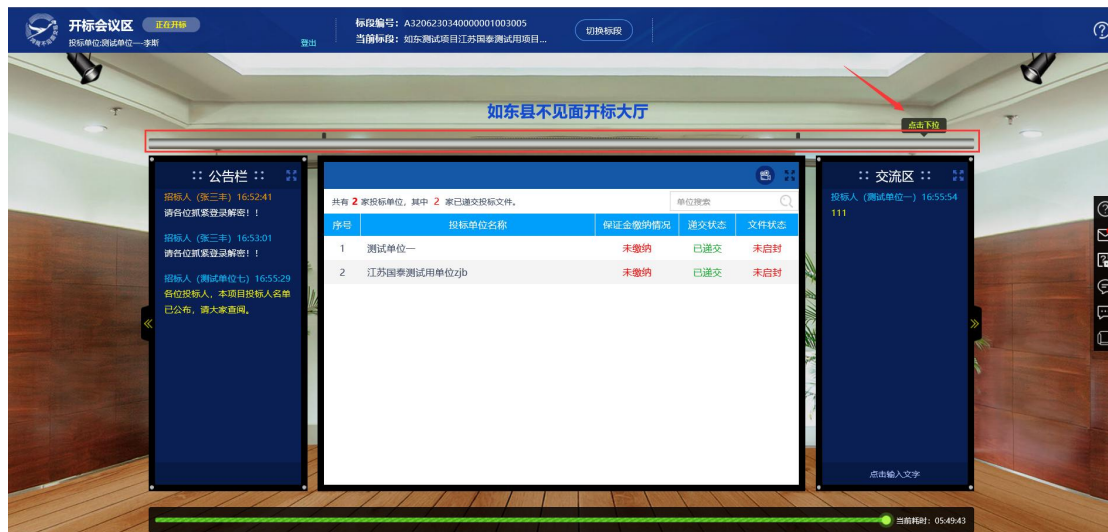 开标会议区 正在开标
投标单位:测试单位一---李斯
登出
标段编号：A3206230340000001003005
当前标段：如东测试项目江苏国泰测试用项目...
切换标段
如东县不见面开标大厅
点击下拉
:: 公告栏 ::
招标人（张三丰）16:52:41
请各位抓紧登录解密！！
招标人（张三丰）16:53:01
请各位抓紧登录解密！！
招标人（测试单位七）16:55:29
各位投标人，本项目投标人名单
已公布，请大家查阅。
共有 2 家投标单位，其中 2 家已递交投标文件。
单位搜索
序号 投标单位名称 保证金缴纳情况 递交状态 文件状态
1 测试单位一 未缴纳 已递交 未启封
2 江苏国泰测试用单位zjb 未缴纳 已递交 未启封
:: 交流区 ::
投标人（测试单位一）16:55:54
111
点击输入文字
当前耗时：05:49:43